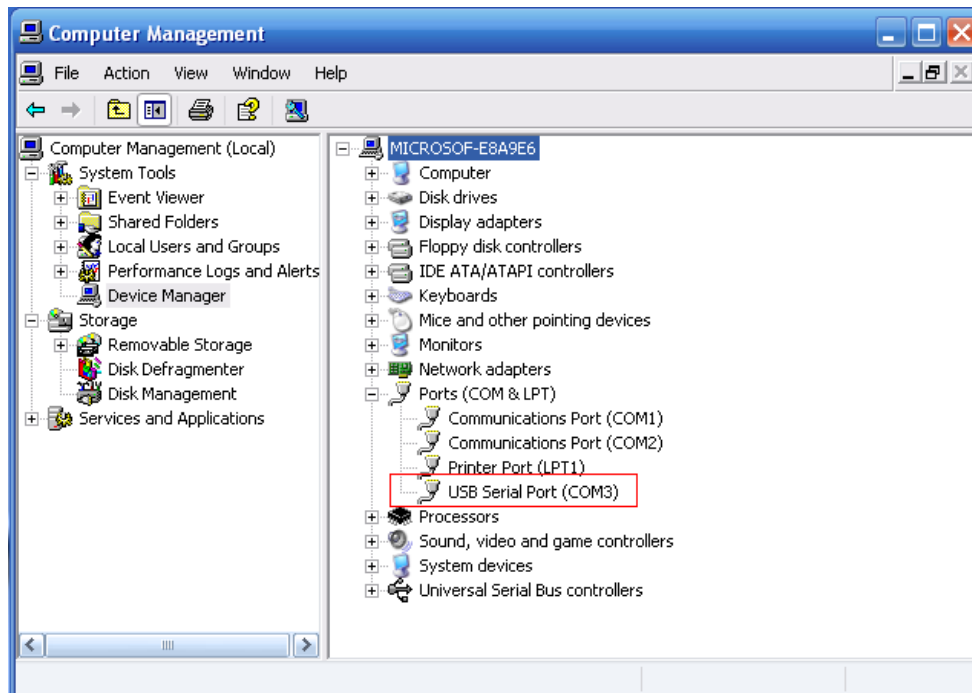 Computer Management
File Action View Window Help
Computer Management (Local)
System Tools
Event Viewer
Shared Folders
Local Users and Groups
Performance Logs and Alerts
Device Manager
Storage
Removable Storage
Disk Defragmenter
Disk Management
Services and Applications
MICROSOF-E8A9E6
Computer
Disk drives
Display adapters
Floppy disk controllers
IDE ATA/ATAPI controllers
Keyboards
Mice and other pointing devices
Monitors
Network adapters
Ports (COM & LPT)
Communications Port (COM1)
Communications Port (COM2)
Printer Port (LPT1)
USB Serial Port (COM3)
Processors
Sound, video and game controllers
System devices
Universal Serial Bus controllers